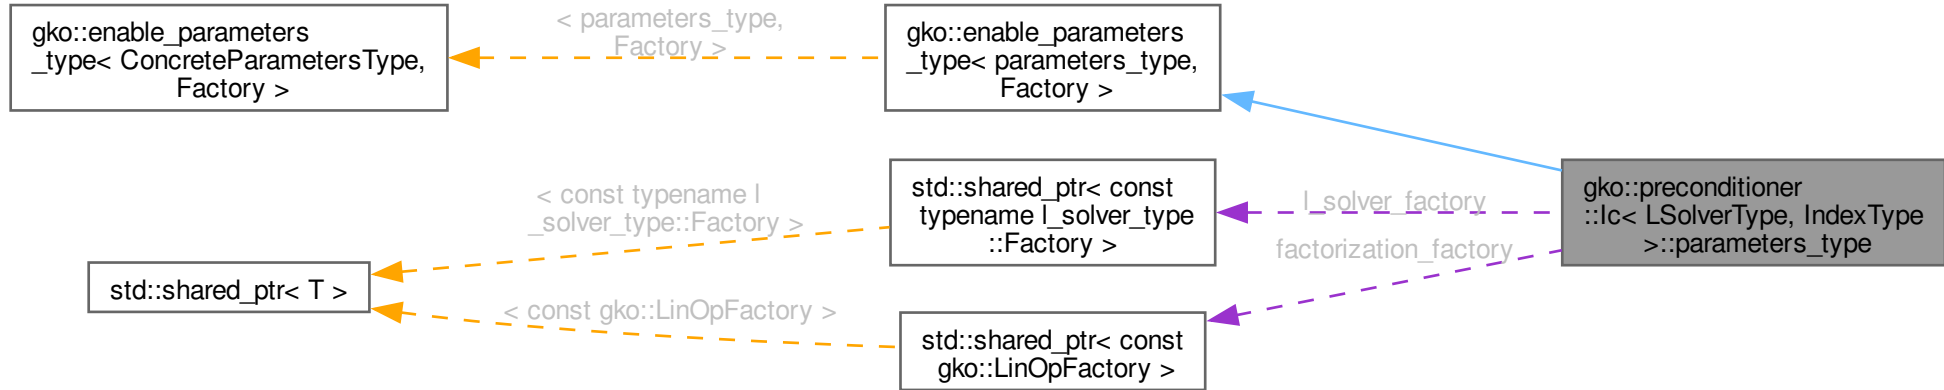 gko::enable_parameters
_type< ConcreteParametersType,
Factory >
< parameters_type,
Factory >
gko::enable_parameters
_type< parameters_type,
Factory >
std::shared_ptr< T >
< const typename l
_solver_type::Factory >
std::shared_ptr< const
typename l_solver_type
::Factory >
l_solver_factory
< const gko::LinOpFactory >
std::shared_ptr< const
gko::LinOpFactory >
factorization_factory
gko::preconditioner
::Ic< LSolverType, IndexType
>::parameters_type